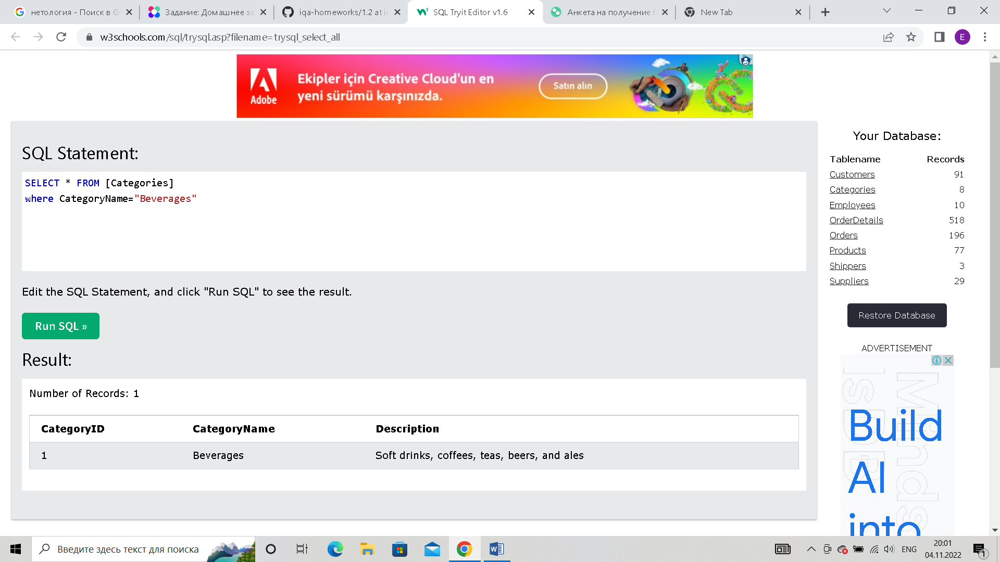 нетология - Поиск в G
Задание: Домашнее за
iqa-homeworks/1.2 at
SQL Tryit Editor v1.6
Анкета на получение
New Tab
w3schools.com/sql/trysql.asp?filename=trysql_select_all
E
Adobe
Ekipler için Creative Cloud'un en
yeni sürümü karşınızda.
Satın alın
SQL Statement:
SELECT * FROM [Categories]
where CategoryName="Beverages"
Edit the SQL Statement, and click "Run SQL" to see the result.
Run SQL »
Result:
Number of Records: 1
CategoryID CategoryName Description
1 Beverages Soft drinks, coffees, teas, beers, and ales
Your Database:
Tablename Records
Customers 91
Categories 8
Employees 10
OrderDetails 518
Orders 196
Products 77
Shippers 3
Suppliers 29
Restore Database
ADVERTISEMENT
Build
AI
into
Введите здесь текст для поиска
ENG
20:01
04.11.2022
1